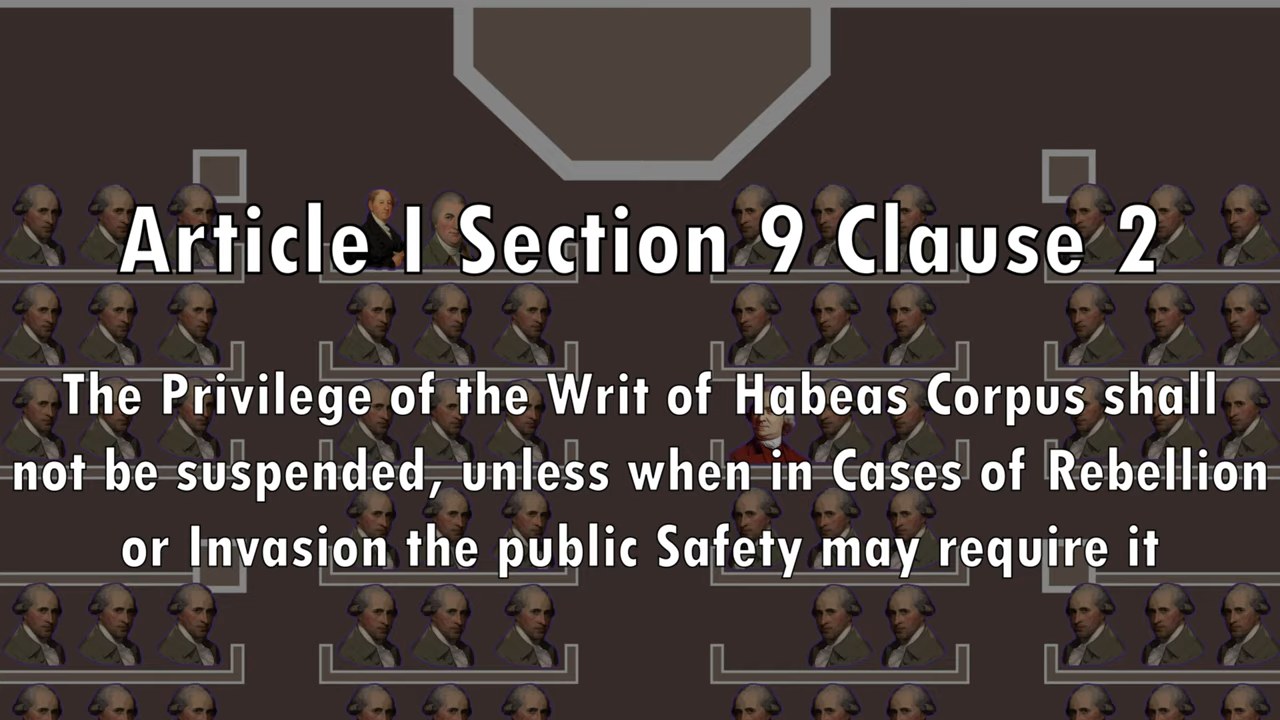 Article I Section 9 Clause 2
The Privilege of the Writ of Habeas Corpus shall
not be suspended, unless when in Cases of Rebellion
or Invasion the public Safety may require it